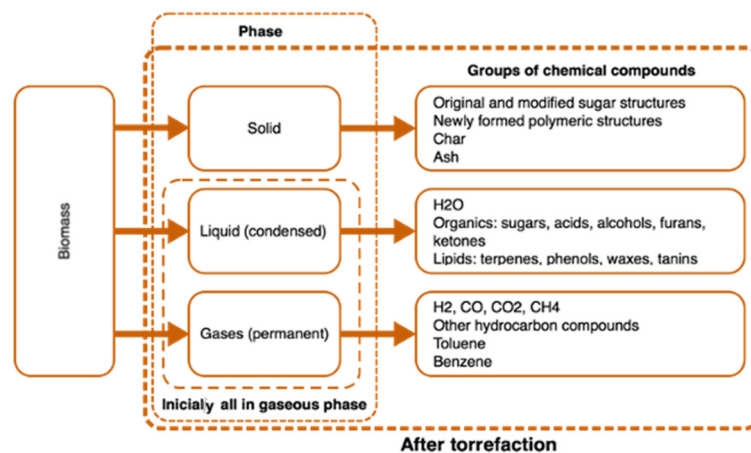 Phase
Groups of chemical compounds
Biomass
Solid
Original and modified sugar structures
Newly formed polymeric structures
Char
Ash
Liquid (condensed)
H2O
Organics: sugars, acids, alcohols, furans,
ketones
Lipids: terpenes, phenols, waxes, tanins
Gases (permanent)
H2, CO, CO2, CH4
Other hydrocarbon compounds
Toluene
Benzene
Inicialy all in gaseous phase
After torrefaction